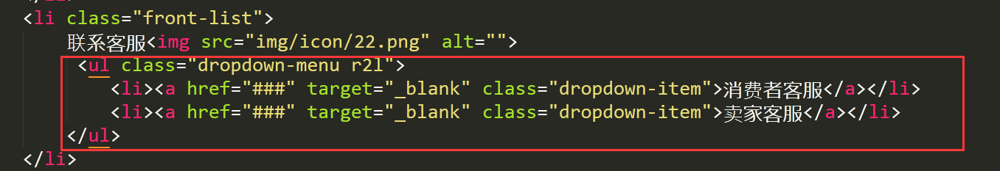 </li>
<li class="front-list">
联系客服<img src="img/icon/22.png" alt="">
<ul class="dropdown-menu r2l">
<li><a href="###" target="_blank" class="dropdown-item">消费者客服</a></li>
<li><a href="###" target="_blank" class="dropdown-item">卖家客服</a></li>
</ul>
</li>